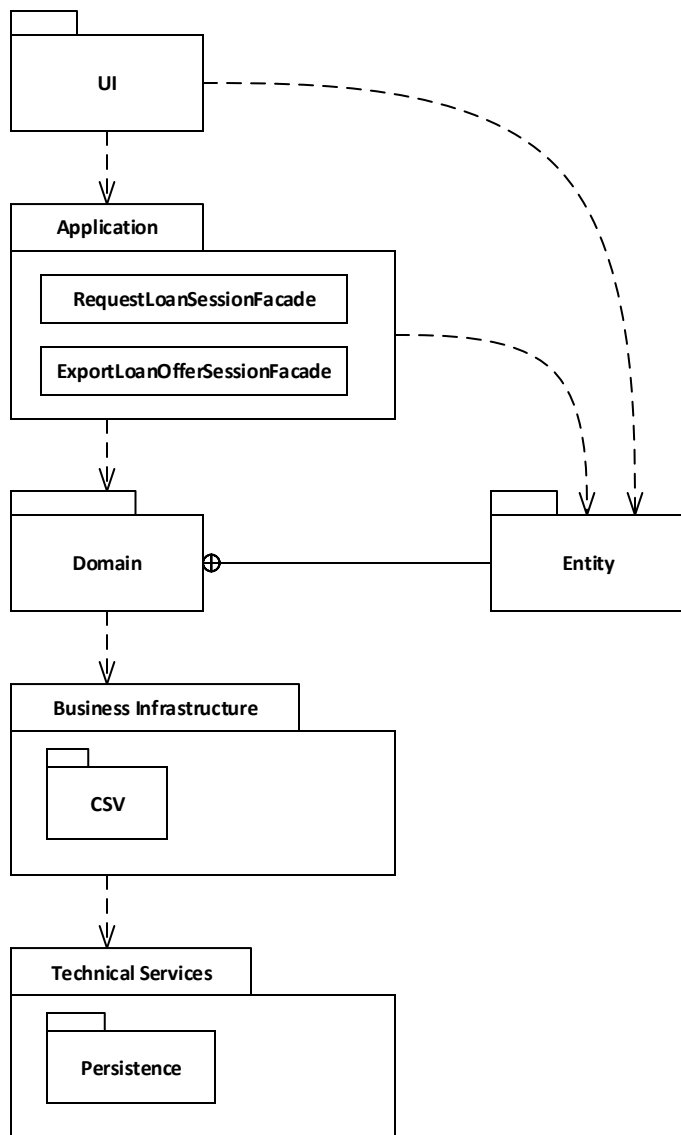 UI
Application
RequestLoanSessionFacade
ExportLoanOfferSessionFacade
Domain
Entity
Business Infrastructure
CSV
Technical Services
Persistence